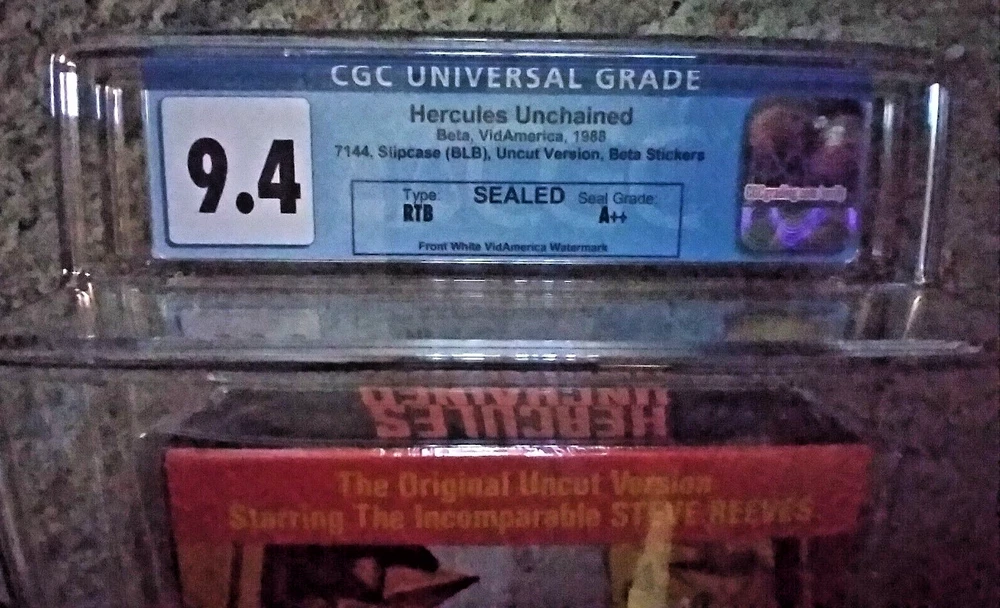 CGC UNIVERSAL GRADE
9.4
Hercules Unchained
Beta, VidAmerica, 1988
7144, Slipcase (BLB), Uncut Version, Beta Stickers
Type: SEALED Seal Grade:
RTB A++
Front White VidAmerica Watermark
HERCULES
UNCHAINED
The Original Uncut Version
Starring The Incomparable STEVE REEVES.